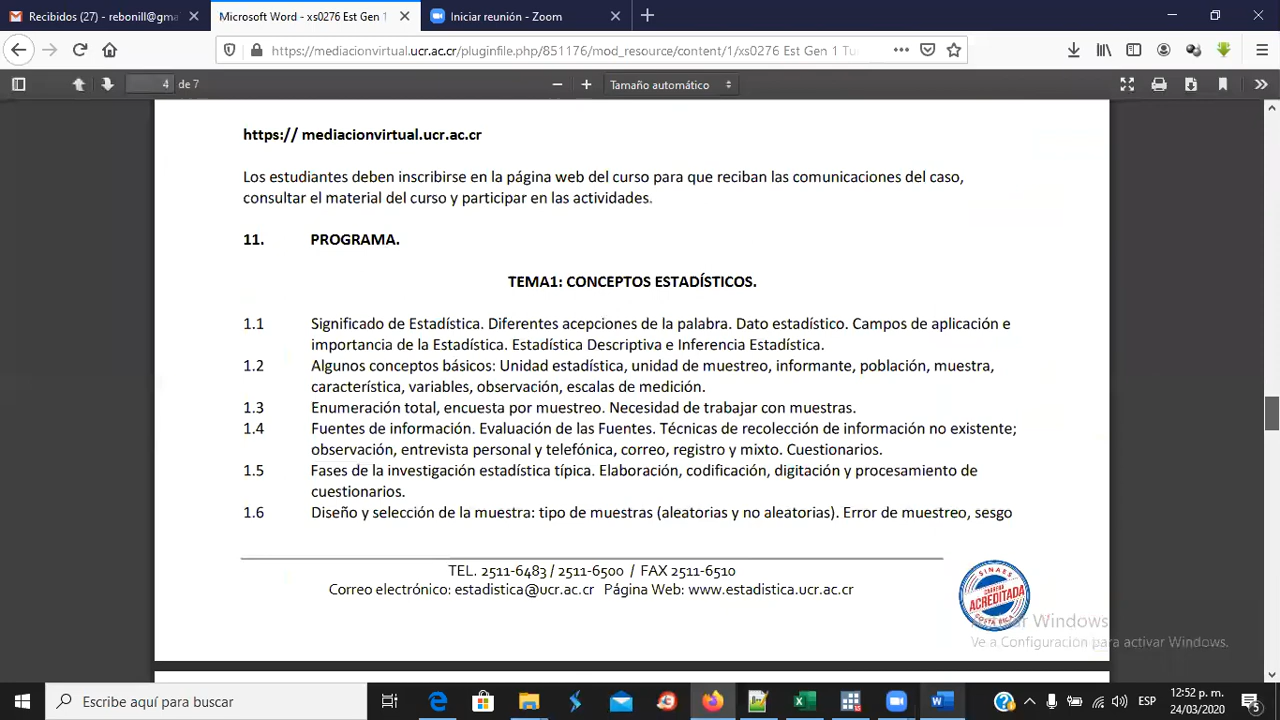 Recibidos (27) - rebonill@gma
Microsoft Word - xs0276 Est Gen 1
Iniciar reunión - Zoom
https://mediacionvirtual.ucr.ac.cr/pluginfile.php/851176/mod_resource/content/1/xs0276 Est Gen 1 Tu
4 de 7
Tamaño automático
https:// mediacionvirtual.ucr.ac.cr
Los estudiantes deben inscribirse en la página web del curso para que reciban las comunicaciones del caso,
consultar el material del curso y participar en las actividades.
11. PROGRAMA.
TEMA1: CONCEPTOS ESTADÍSTICOS.
1.1 Significado de Estadística. Diferentes acepciones de la palabra. Dato estadístico. Campos de aplicación e
importancia de la Estadística. Estadística Descriptiva e Inferencia Estadística.
1.2 Algunos conceptos básicos: Unidad estadística, unidad de muestreo, informante, población, muestra,
característica, variables, observación, escalas de medición.
1.3 Enumeración total, encuesta por muestreo. Necesidad de trabajar con muestras.
1.4 Fuentes de información. Evaluación de las Fuentes. Técnicas de recolección de información no existente;
observación, entrevista personal y telefónica, correo, registro y mixto. Cuestionarios.
1.5 Fases de la investigación estadística típica. Elaboración, codificación, digitación y procesamiento de
cuestionarios.
1.6 Diseño y selección de la muestra: tipo de muestras (aleatorias y no aleatorias). Error de muestreo, sesgo
TEL. 2511-6483 / 2511-6500 / FAX 2511-6510
Correo electrónico: estadistica@ucr.ac.cr Página Web: www.estadistica.ucr.ac.cr
SINAES
CARRERA
ACREDITADA
COSTA RICA
Activar Windows
Ve a Configuración para activar Windows.
Escribe aquí para buscar
ESP
12:52 p. m.
24/03/2020
5